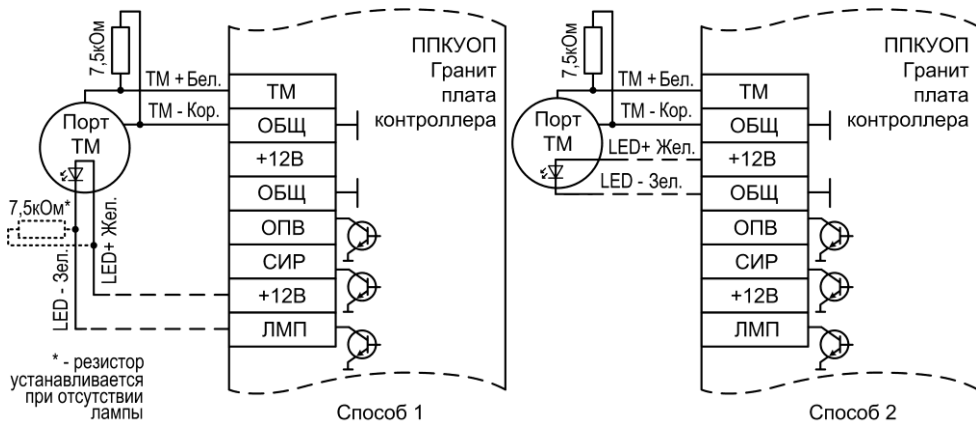 7,5кОм
ТМ + Бел.
ТМ - Кор.
Порт
ТМ
7,5кОм*
LED - Зел.
LED+ Жел.
* - резистор
устанавливается
при отсутствии
лампы
ППКУОП
Гранит
плата
контроллера
ТМ
ОБЩ
+12В
ОБЩ
ОПВ
СИР
+12В
ЛМП
Способ 1
7,5кОм
ТМ + Бел.
ТМ - Кор.
Порт
ТМ
LED+ Жел.
LED - Зел.
ППКУОП
Гранит
плата
контроллера
ТМ
ОБЩ
+12В
ОБЩ
ОПВ
СИР
+12В
ЛМП
Способ 2